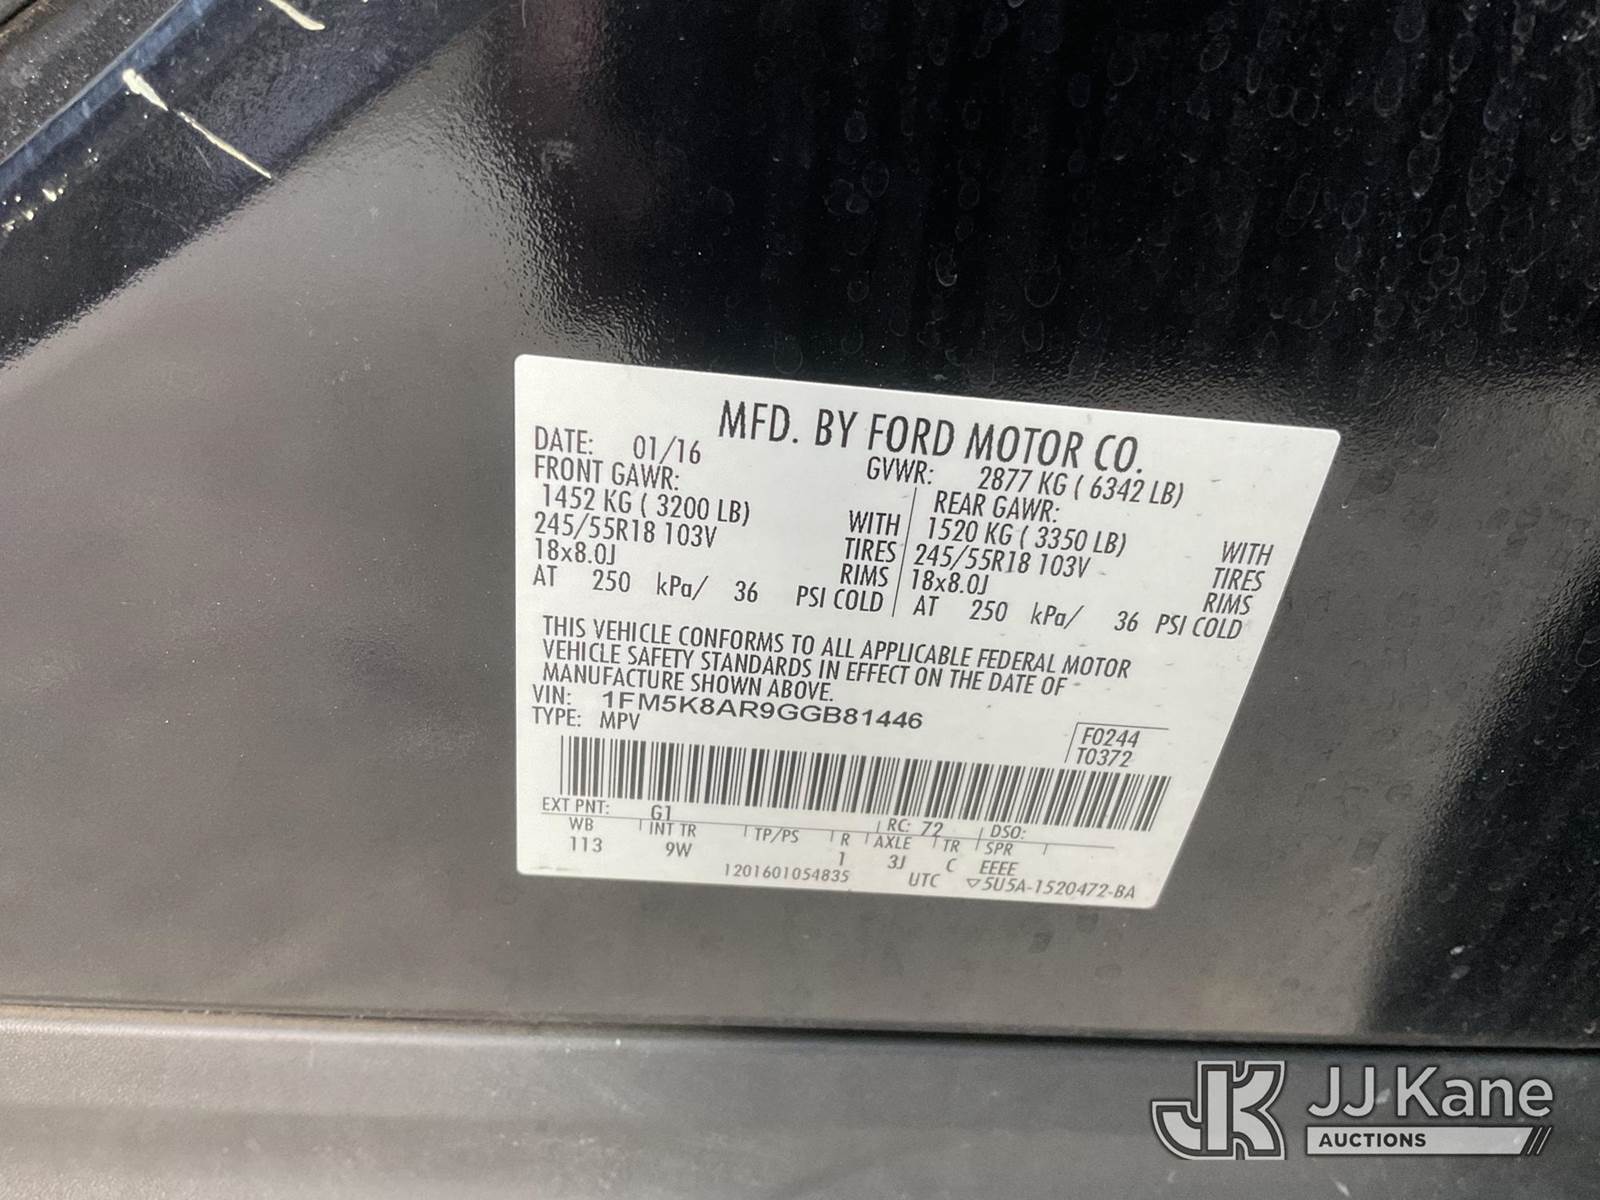 MFD. BY FORD MOTOR CO.
DATE: 01/16 GVWR: 2877 KG ( 6342 LB)
FRONT GAWR: REAR GAWR:
1452 KG ( 3200 LB) WITH 1520 KG ( 3350 LB) WITH
245/55R18 103V TIRES 245/55R18 103V TIRES
18x8.0J RIMS 18x8.0J RIMS
AT 250 kPa/ 36 PSI COLD AT 250 kPa/ 36 PSI COLD
THIS VEHICLE CONFORMS TO ALL APPLICABLE FEDERAL MOTOR
VEHICLE SAFETY STANDARDS IN EFFECT ON THE DATE OF
MANUFACTURE SHOWN ABOVE.
VIN: 1FM5K8AR9GGB81446
TYPE: MPV
F0244
T0372
EXT PNT: G1 RC: 72 DSO:
WB INT TR TP/PS R AXLE TR SPR
113 9W 1 3J C EEEE
1201601054835 UTC ▽5U5A-1520472-BA
JK JJ Kane
AUCTIONS